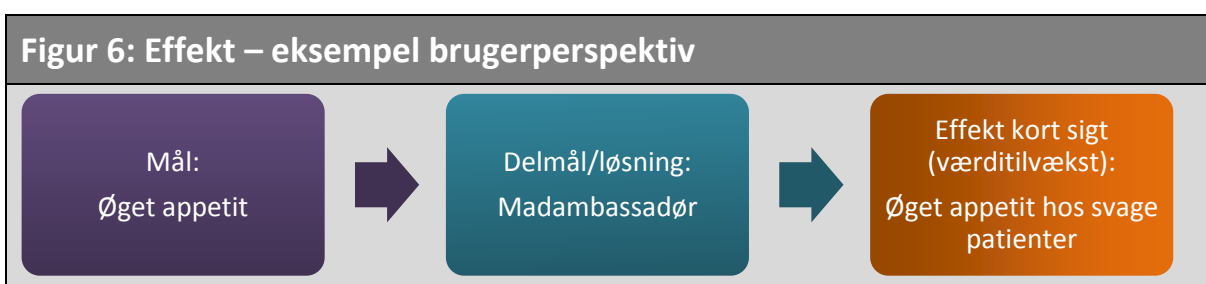 Figur 6: Effekt – eksempel brugerperspektiv
Mål:
Øget appetit
Delmål/løsning:
Madambassadør
Effekt kort sigt
(værditilvækst):
Øget appetit hos svage
patienter